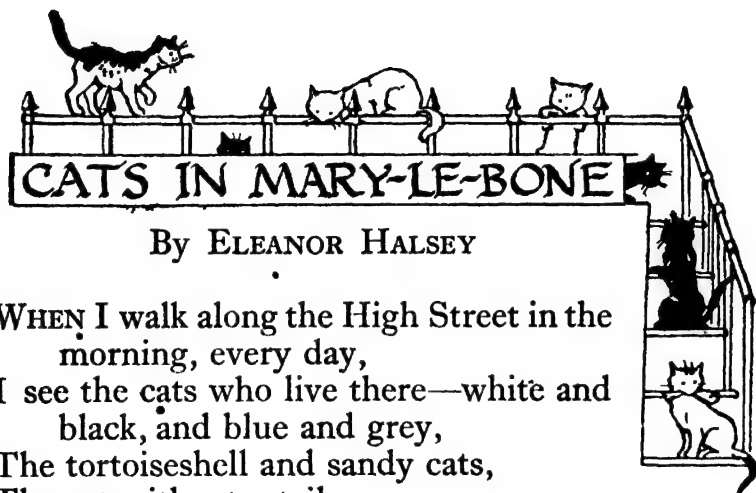 CATS IN MARY-LE-BONE
By ELEANOR HALSEY
WHEN I walk along the High Street in the
morning, every day,
I see the cats who live there—white and
black, and blue and grey,
The tortoiseshell and sandy cats,